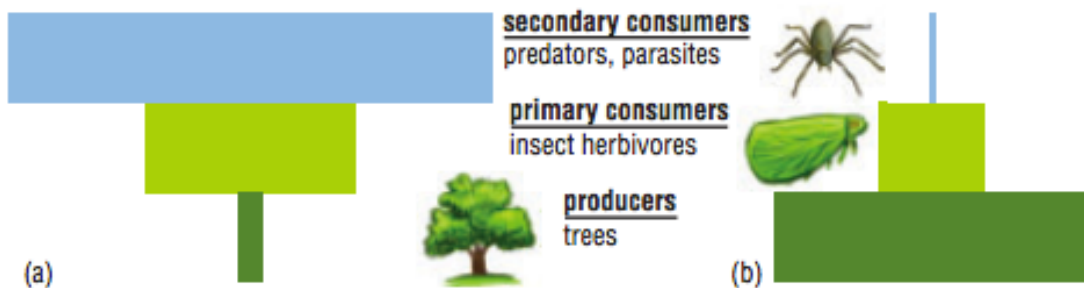 secondary consumers
predators, parasites
primary consumers
insect herbivores
producers
trees
(a)
(b)